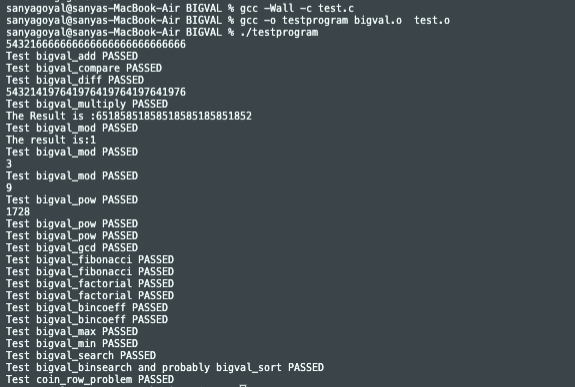 sanyagoyal@sanyas-MacBook-Air BIGVAL % gcc -Wall -c test.c
sanyagoyal@sanyas-MacBook-Air BIGVAL % gcc -o testprogram bigval.o  test.o
sanyagoyal@sanyas-MacBook-Air BIGVAL % ./testprogram
543216666666666666666666666666
Test bigval_add PASSED
Test bigval_compare PASSED
Test bigval_diff PASSED
543214197641976419764197641976
Test bigval_multiply PASSED
The Result is :65185851858518585185851852
Test bigval_mod PASSED
The result is:1
Test bigval_mod PASSED
3
Test bigval_mod PASSED
9
Test bigval_pow PASSED
1728
Test bigval_pow PASSED
Test bigval_pow PASSED
Test bigval_gcd PASSED
Test bigval_fibonacci PASSED
Test bigval_fibonacci PASSED
Test bigval_factorial PASSED
Test bigval_factorial PASSED
Test bigval_bincoeff PASSED
Test bigval_bincoeff PASSED
Test bigval_max PASSED
Test bigval_min PASSED
Test bigval_search PASSED
Test bigval_binsearch and probably bigval_sort PASSED
Test coin_row_problem PASSED